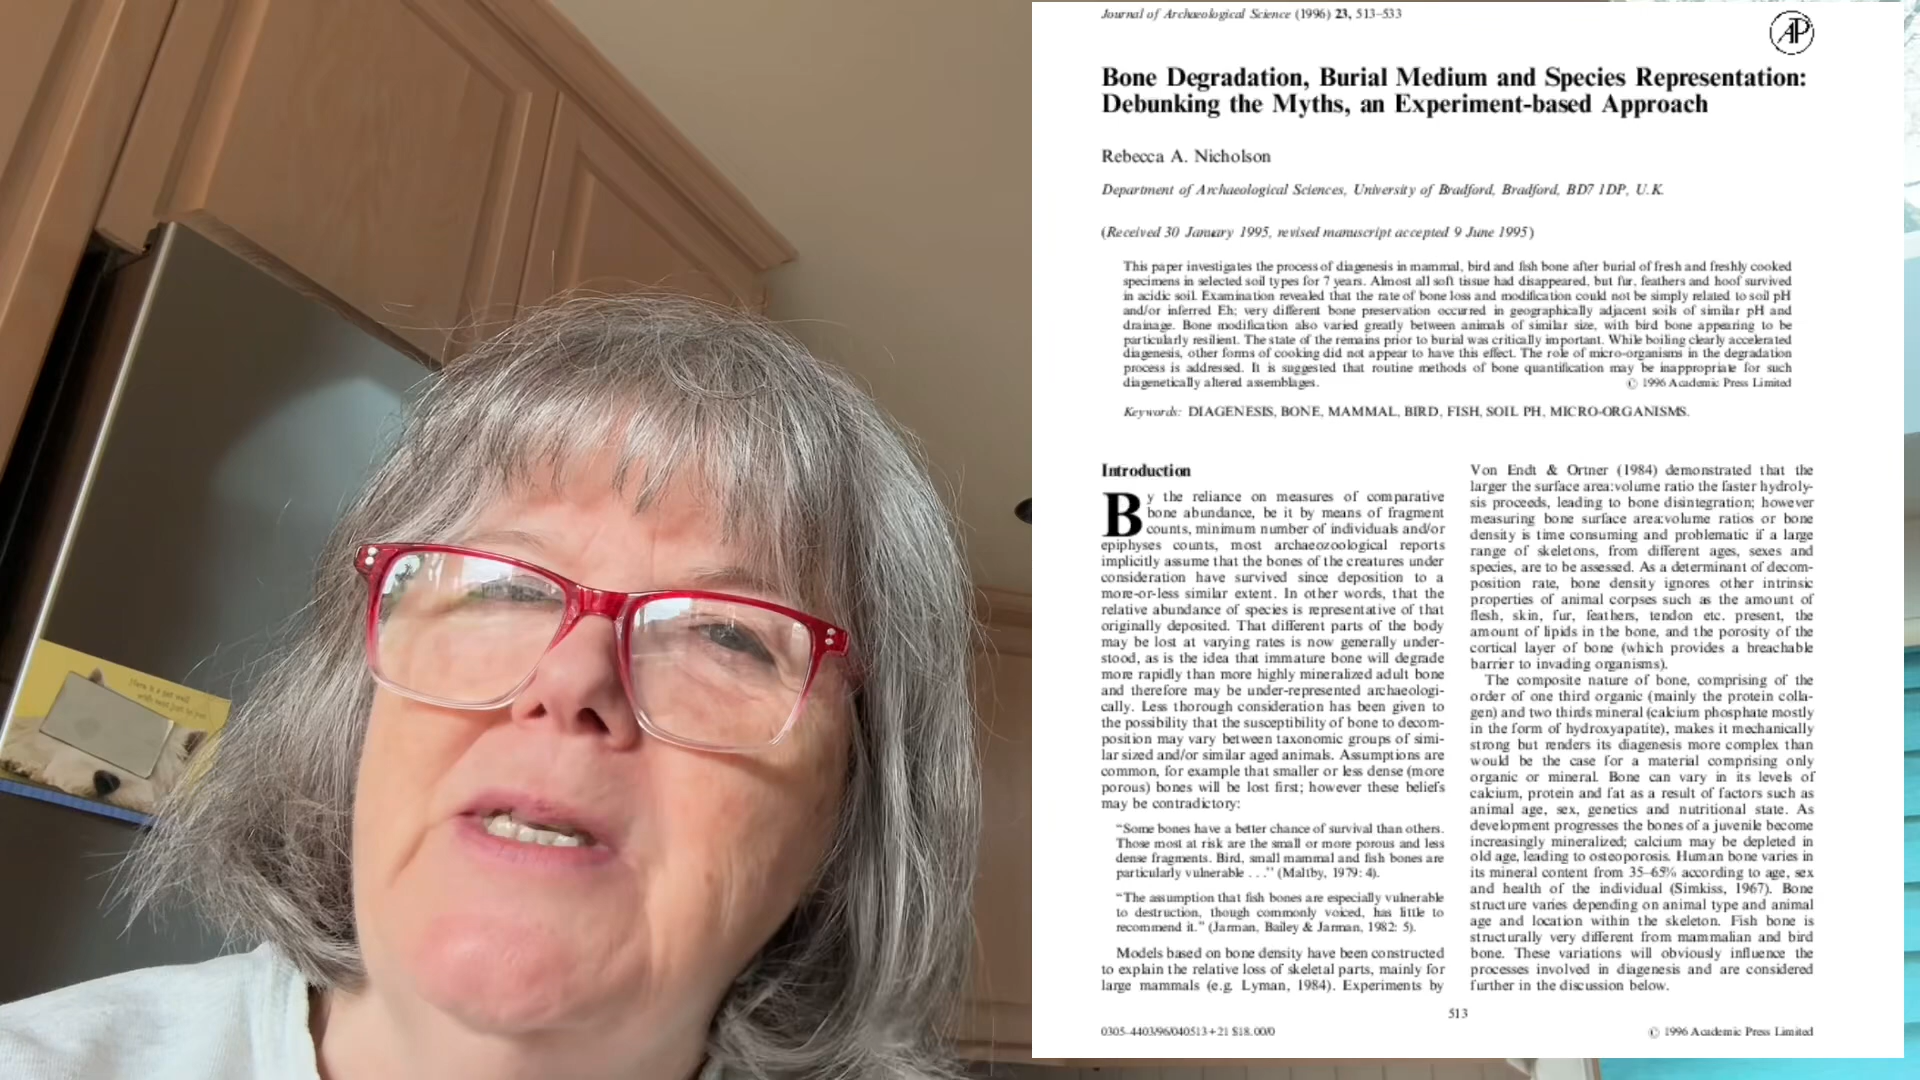 Here is a get well
with sent just to you
Journal of Archaeological Science (1996) 23, 513–533
AP
Bone Degradation, Burial Medium and Species Representation:
Debunking the Myths, an Experiment-based Approach
Rebecca A. Nicholson
Department of Archaeological Sciences, University of Bradford, Bradford, BD7 1DP, U.K.
(Received 30 January 1995, revised manuscript accepted 9 June 1995)
This paper investigates the process of diagenesis in mammal, bird and fish bone after burial of fresh and freshly cooked
specimens in selected soil types for 7 years. Almost all soft tissue had disappeared, but fur, feathers and hoof survived
in acidic soil. Examination revealed that the rate of bone loss and modification could not be simply related to soil pH
and/or inferred Eh; very different bone preservation occurred in geographically adjacent soils of similar pH and
drainage. Bone modification also varied greatly between animals of similar size, with bird bone appearing to be
particularly resilient. The state of the remains prior to burial was critically important. While boiling clearly accelerated
diagenesis, other forms of cooking did not appear to have this effect. The role of micro-organisms in the degradation
process is addressed. It is suggested that routine methods of bone quantification may be inappropriate for such
diagenetically altered assemblages. © 1996 Academic Press Limited
Keywords: DIAGENESIS, BONE, MAMMAL, BIRD, FISH, SOIL PH, MICRO-ORGANISMS.
Introduction
By the reliance on measures of comparative
bone abundance, be it by means of fragment
counts, minimum number of individuals and/or
epiphyses counts, most archaeozoological reports
implicitly assume that the bones of the creatures under
consideration have survived since deposition to a
more-or-less similar extent. In other words, that the
relative abundance of species is representative of that
originally deposited. That different parts of the body
may be lost at varying rates is now generally under-
stood, as is the idea that immature bone will degrade
more rapidly than more highly mineralized adult bone
and therefore may be under-represented archaeologi-
cally. Less thorough consideration has been given to
the possibility that the susceptibility of bone to decom-
position may vary between taxonomic groups of simi-
lar sized and/or similar aged animals. Assumptions are
common, for example that smaller or less dense (more
porous) bones will be lost first; however these beliefs
may be contradictory:
“Some bones have a better chance of survival than others.
Those most at risk are the small or more porous and less
dense fragments. Bird, small mammal and fish bones are
particularly vulnerable . . .” (Maltby, 1979: 4).
“The assumption that fish bones are especially vulnerable
to destruction, though commonly voiced, has little to
recommend it.” (Jarman, Bailey & Jarman, 1982: 5).
Models based on bone density have been constructed
to explain the relative loss of skeletal parts, mainly for
large mammals (e.g. Lyman, 1984). Experiments by
Von Endt & Ortner (1984) demonstrated that the
larger the surface area:volume ratio the faster hydroly-
sis proceeds, leading to bone disintegration; however
measuring bone surface area:volume ratios or bone
density is time consuming and problematic if a large
range of skeletons, from different ages, sexes and
species, are to be assessed. As a determinant of decom-
position rate, bone density ignores other intrinsic
properties of animal corpses such as the amount of
flesh, skin, fur, feathers, tendon etc. present, the
amount of lipids in the bone, and the porosity of the
cortical layer of bone (which provides a breachable
barrier to invading organisms).
The composite nature of bone, comprising of the
order of one third organic (mainly the protein colla-
gen) and two thirds mineral (calcium phosphate mostly
in the form of hydroxyapatite), makes it mechanically
strong but renders its diagenesis more complex than
would be the case for a material comprising only
organic or mineral. Bone can vary in its levels of
calcium, protein and fat as a result of factors such as
animal age, sex, genetics and nutritional state. As
development progresses the bones of a juvenile become
increasingly mineralized; calcium may be depleted in
old age, leading to osteoporosis. Human bone varies in
its mineral content from 35–65% according to age, sex
and health of the individual (Simkiss, 1967). Bone
structure varies depending on animal type and animal
age and location within the skeleton. Fish bone is
structurally very different from mammalian and bird
bone. These variations will obviously influence the
processes involved in diagenesis and are considered
further in the discussion below.
513
0305–4403/96/040513+21 $18.00/0 © 1996 Academic Press Limited